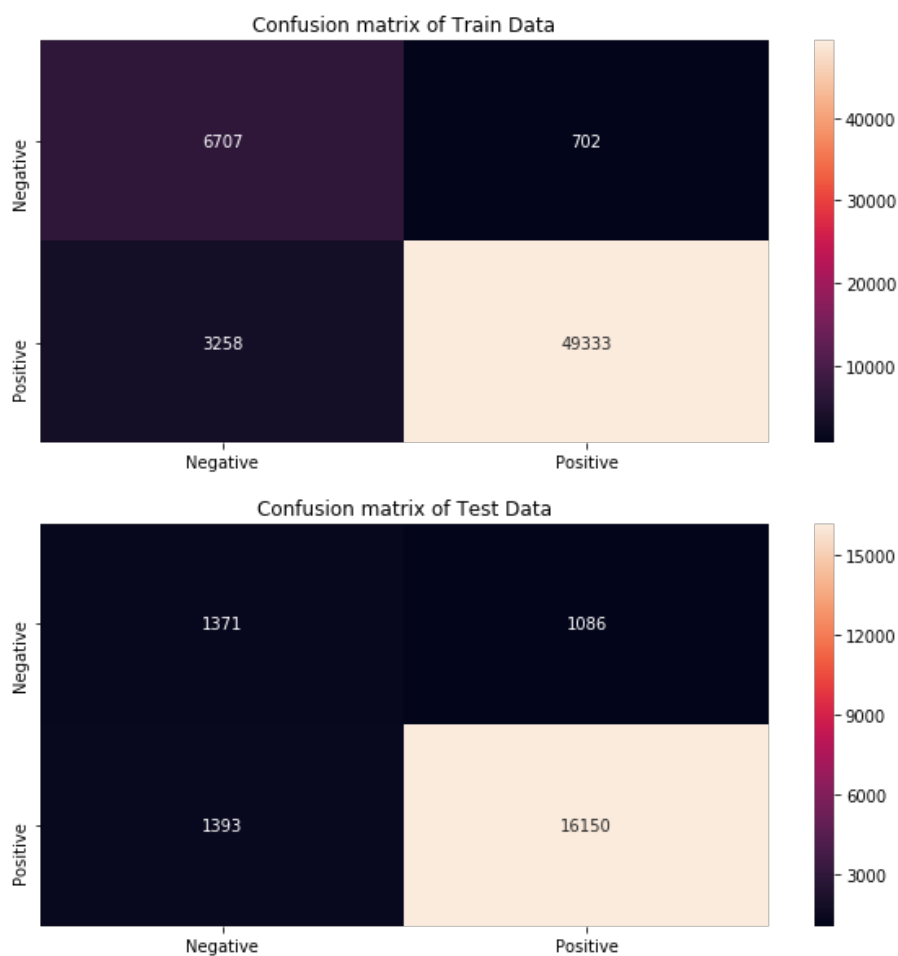 Confusion matrix of Train Data
Negative
6707
702
Positive
3258
49333
Negative
Positive
40000
30000
20000
10000
Confusion matrix of Test Data
Negative
1371
1086
Positive
1393
16150
Negative
Positive
15000
12000
9000
6000
3000